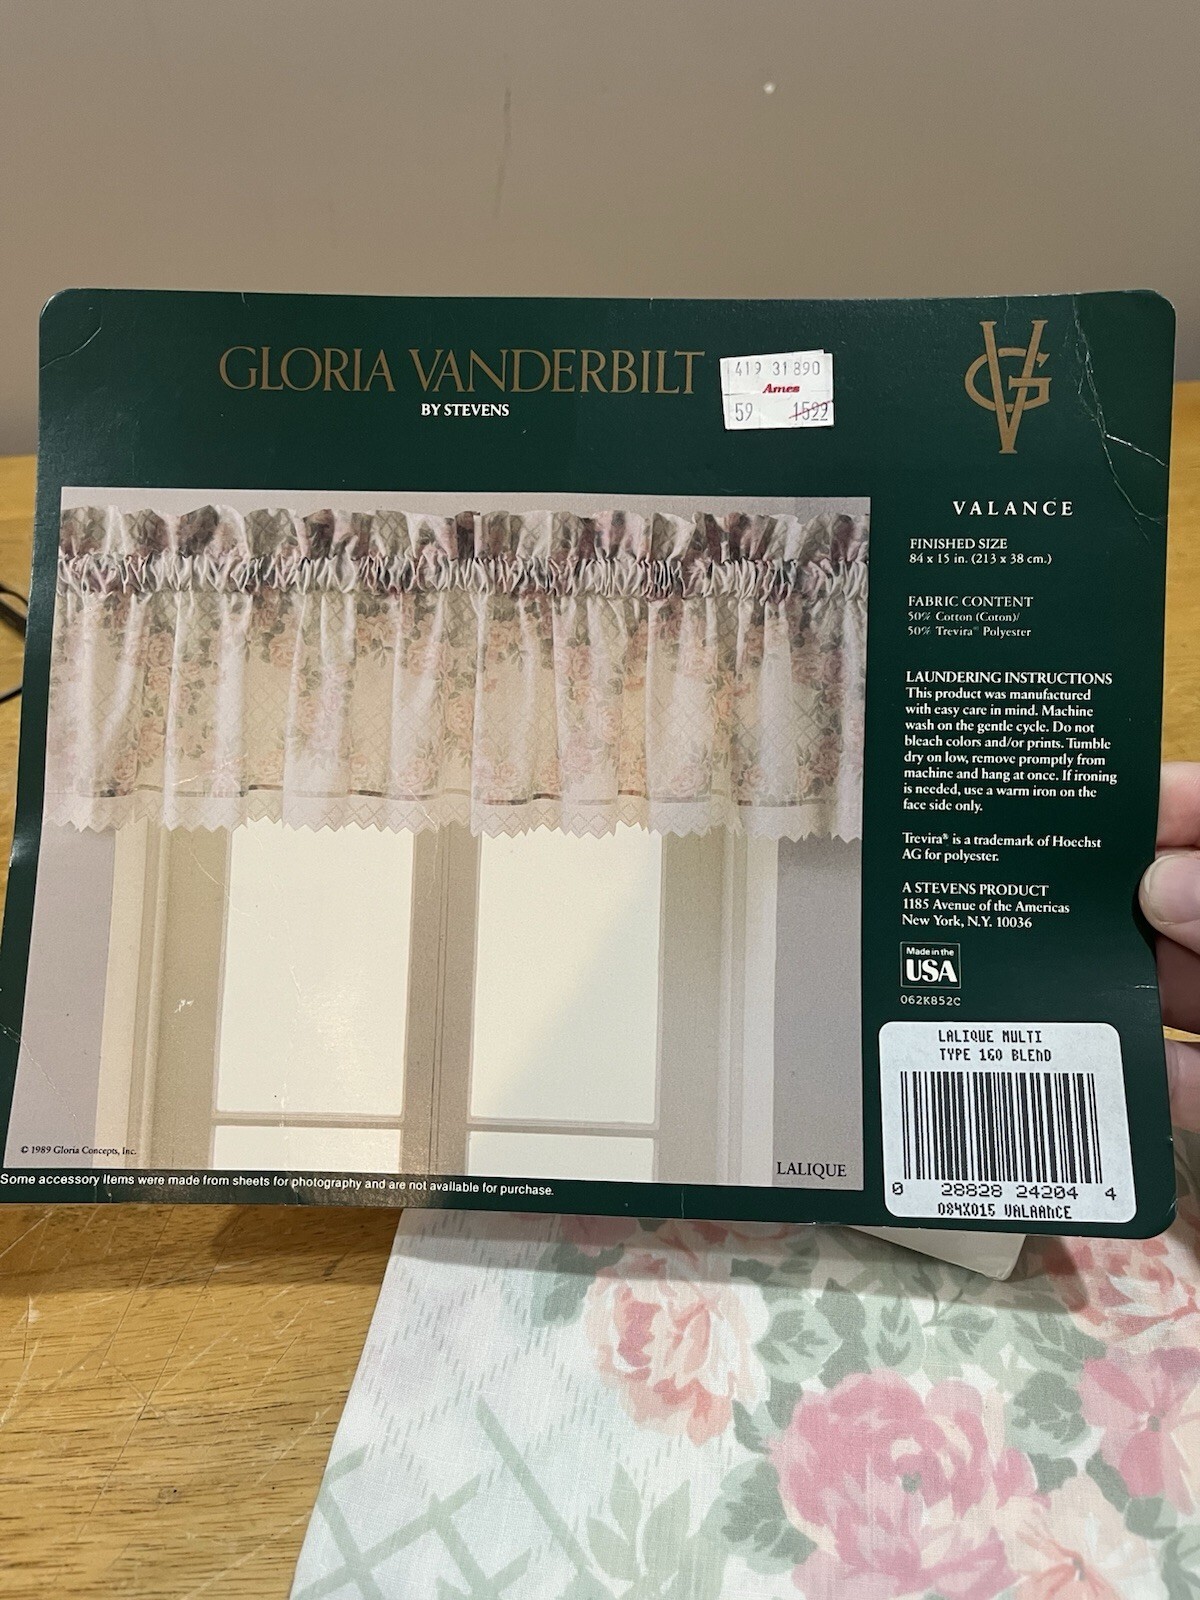 GLORIA VANDERBILT
BY STEVENS
419 31890
Ames
59 1522
VG
VALANCE
FINISHED SIZE
84 x 15 in. (213 x 38 cm.)
FABRIC CONTENT
50% Cotton (Coton)/
50% Trevira® Polyester
LAUNDERING INSTRUCTIONS
This product was manufactured
with easy care in mind. Machine
wash on the gentle cycle. Do not
bleach colors and/or prints. Tumble
dry on low, remove promptly from
machine and hang at once. If ironing
is needed, use a warm iron on the
face side only.
Trevira® is a trademark of Hoechst
AG for polyester.
A STEVENS PRODUCT
1185 Avenue of the Americas
New York, N.Y. 10036
Made in the
USA
062K852C
LALIQUE MULTI
TYPE 160 BLEND
0 28828 24204 4
084X015 VALAANCE
© 1989 Gloria Concepts, Inc.
LALIQUE
Some accessory items were made from sheets for photography and are not available for purchase.